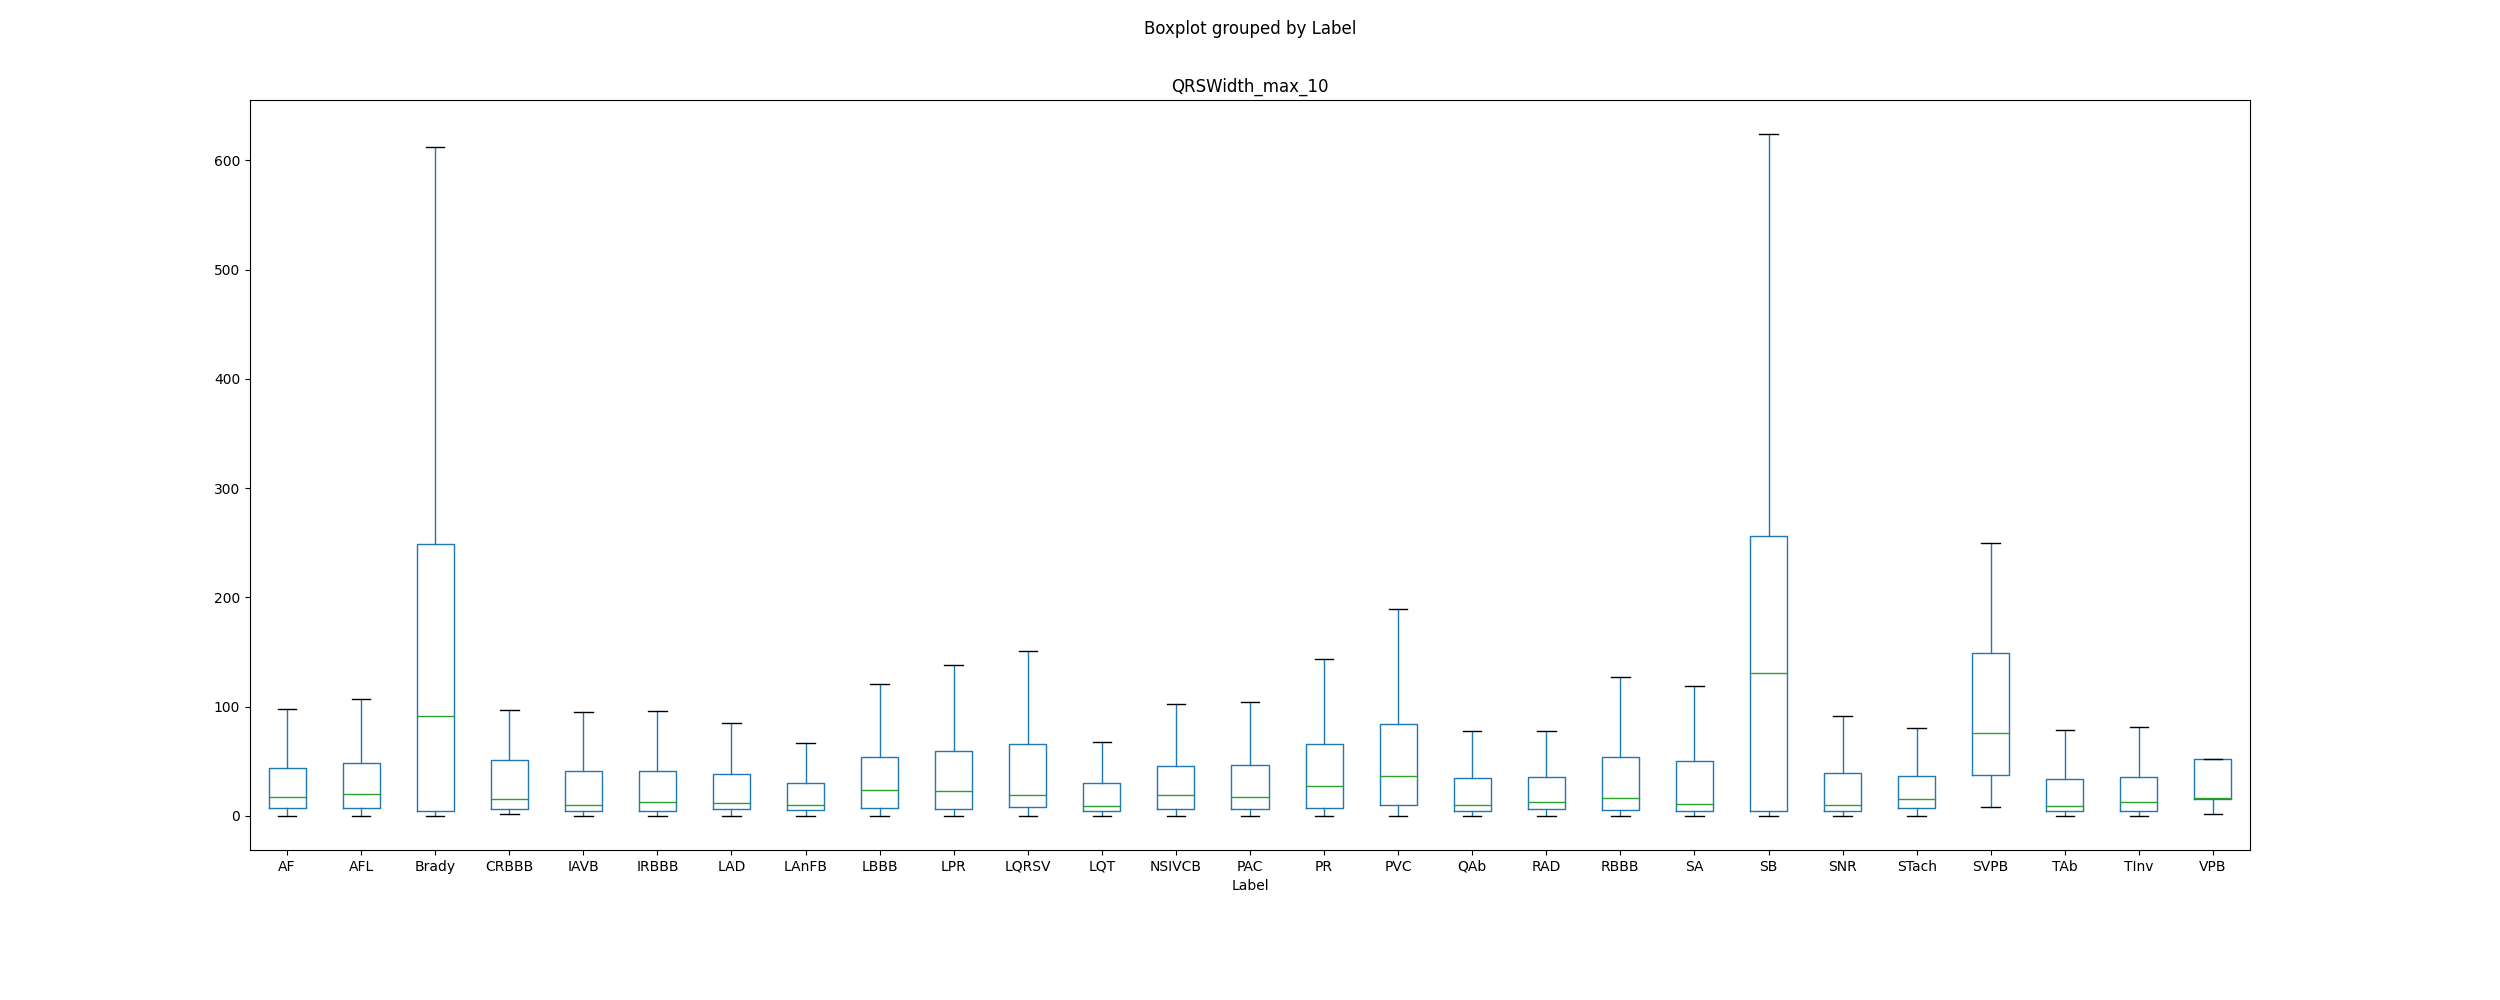 Boxplot grouped by Label
QRSWidth_max_10
600
500
400
300
200
100
0
AF AFL Brady CRBBB IAVB IRBBB LAD LAnFB LBBB LPR LQRSV LQT NSIVCB PAC PR PVC QAb RAD RBBB SA SB SNR STach SVPB TAb TInv VPB
Label